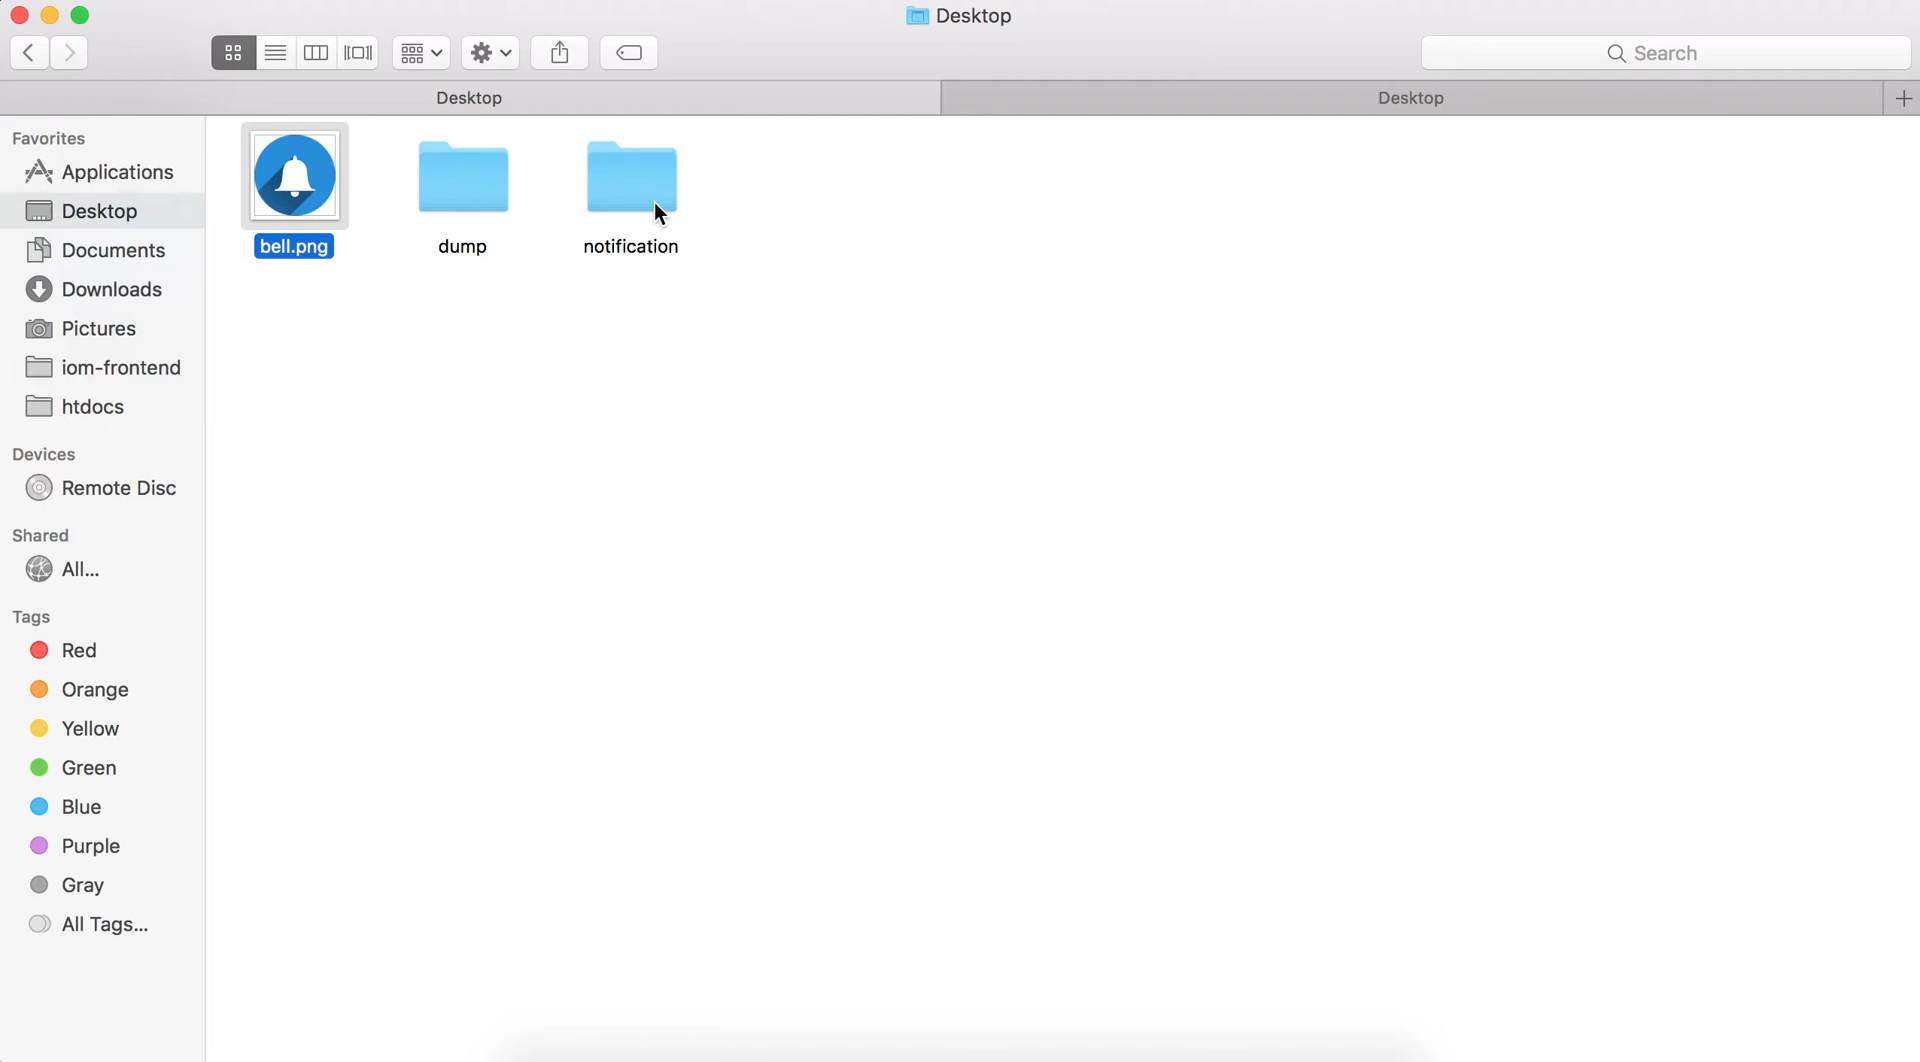 Desktop
Search
Desktop
Desktop
Favorites
Applications
Desktop
Documents
Downloads
Pictures
iom-frontend
htdocs
Devices
Remote Disc
Shared
All...
Tags
Red
Orange
Yellow
Green
Blue
Purple
Gray
All Tags...
bell.png
dump
notification